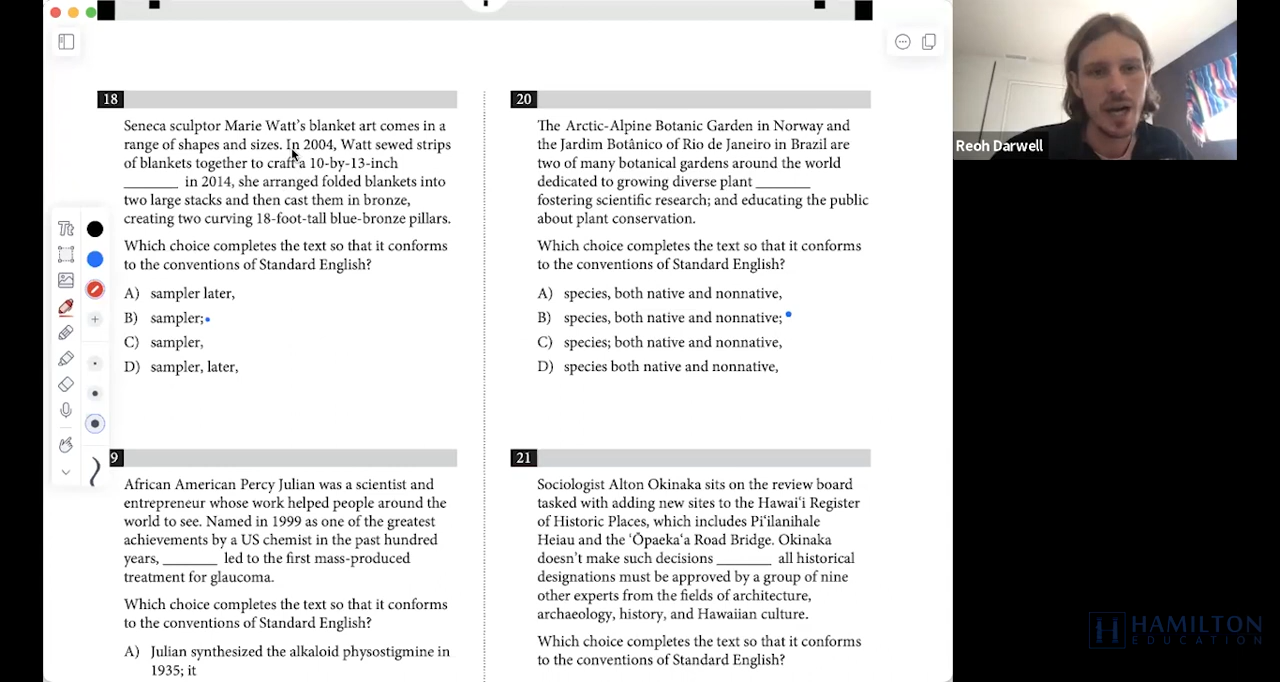 18
Seneca sculptor Marie Watt's blanket art comes in a
range of shapes and sizes. In 2004, Watt sewed strips
of blankets together to craft a 10-by-13-inch
________ in 2014, she arranged folded blankets into
two large stacks and then cast them in bronze,
creating two curving 18-foot-tall blue-bronze pillars.
Which choice completes the text so that it conforms
to the conventions of Standard English?
A) sampler later,
B) sampler;
C) sampler,
D) sampler, later,
9
African American Percy Julian was a scientist and
entrepreneur whose work helped people around the
world to see. Named in 1999 as one of the greatest
achievements by a US chemist in the past hundred
years, ________ led to the first mass-produced
treatment for glaucoma.
Which choice completes the text so that it conforms
to the conventions of Standard English?
A) Julian synthesized the alkaloid physostigmine in
1935; it
20
The Arctic-Alpine Botanic Garden in Norway and
the Jardim Botânico of Rio de Janeiro in Brazil are
two of many botanical gardens around the world
dedicated to growing diverse plant ________
fostering scientific research; and educating the public
about plant conservation.
Which choice completes the text so that it conforms
to the conventions of Standard English?
A) species, both native and nonnative,
B) species, both native and nonnative;
C) species; both native and nonnative,
D) species both native and nonnative,
21
Sociologist Alton Okinaka sits on the review board
tasked with adding new sites to the Hawaiʻi Register
of Historic Places, which includes Piʻilanihale
Heiau and the ʻŌpaekaʻa Road Bridge. Okinaka
doesn't make such decisions ________ all historical
designations must be approved by a group of nine
other experts from the fields of architecture,
archaeology, history, and Hawaiian culture.
Which choice completes the text so that it conforms
to the conventions of Standard English?
Tt
Reoh Darwell
HAMILTON
EDUCATION